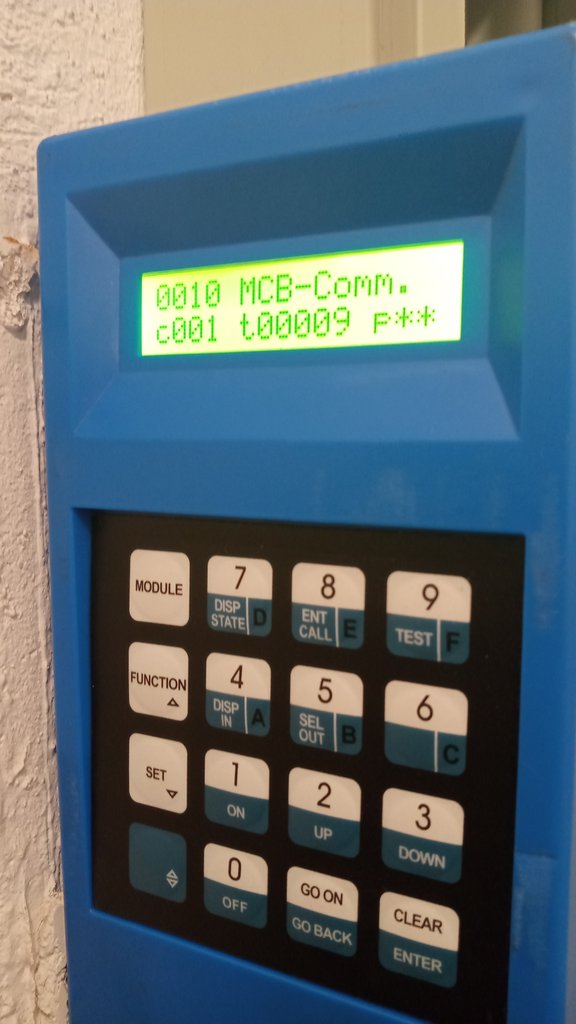 0010 MCB-Comm.
c001 t00009 P**
MODULE
7
DISP STATE D
8
ENT CALL E
9
TEST F
FUNCTION
4
DISP IN A
5
SEL OUT B
6
C
SET
1
ON
2
UP
3
DOWN
0
OFF
GO ON
GO BACK
CLEAR
ENTER